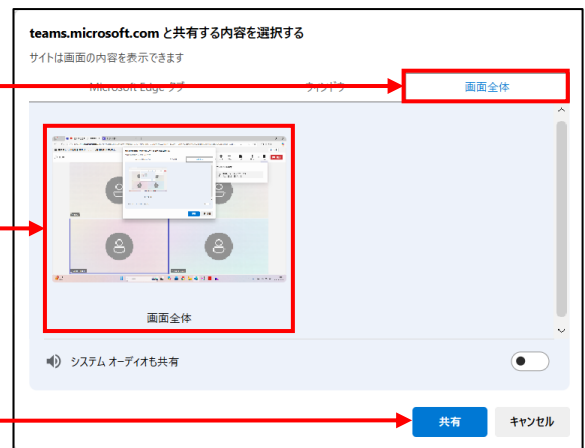 teams.microsoft.com と共有する内容を選択する
サイトは画面の内容を表示できます
Microsoft Edge タブ
ウィンドウ
画面全体
画面全体
システム オーディオも共有
共有
キャンセル